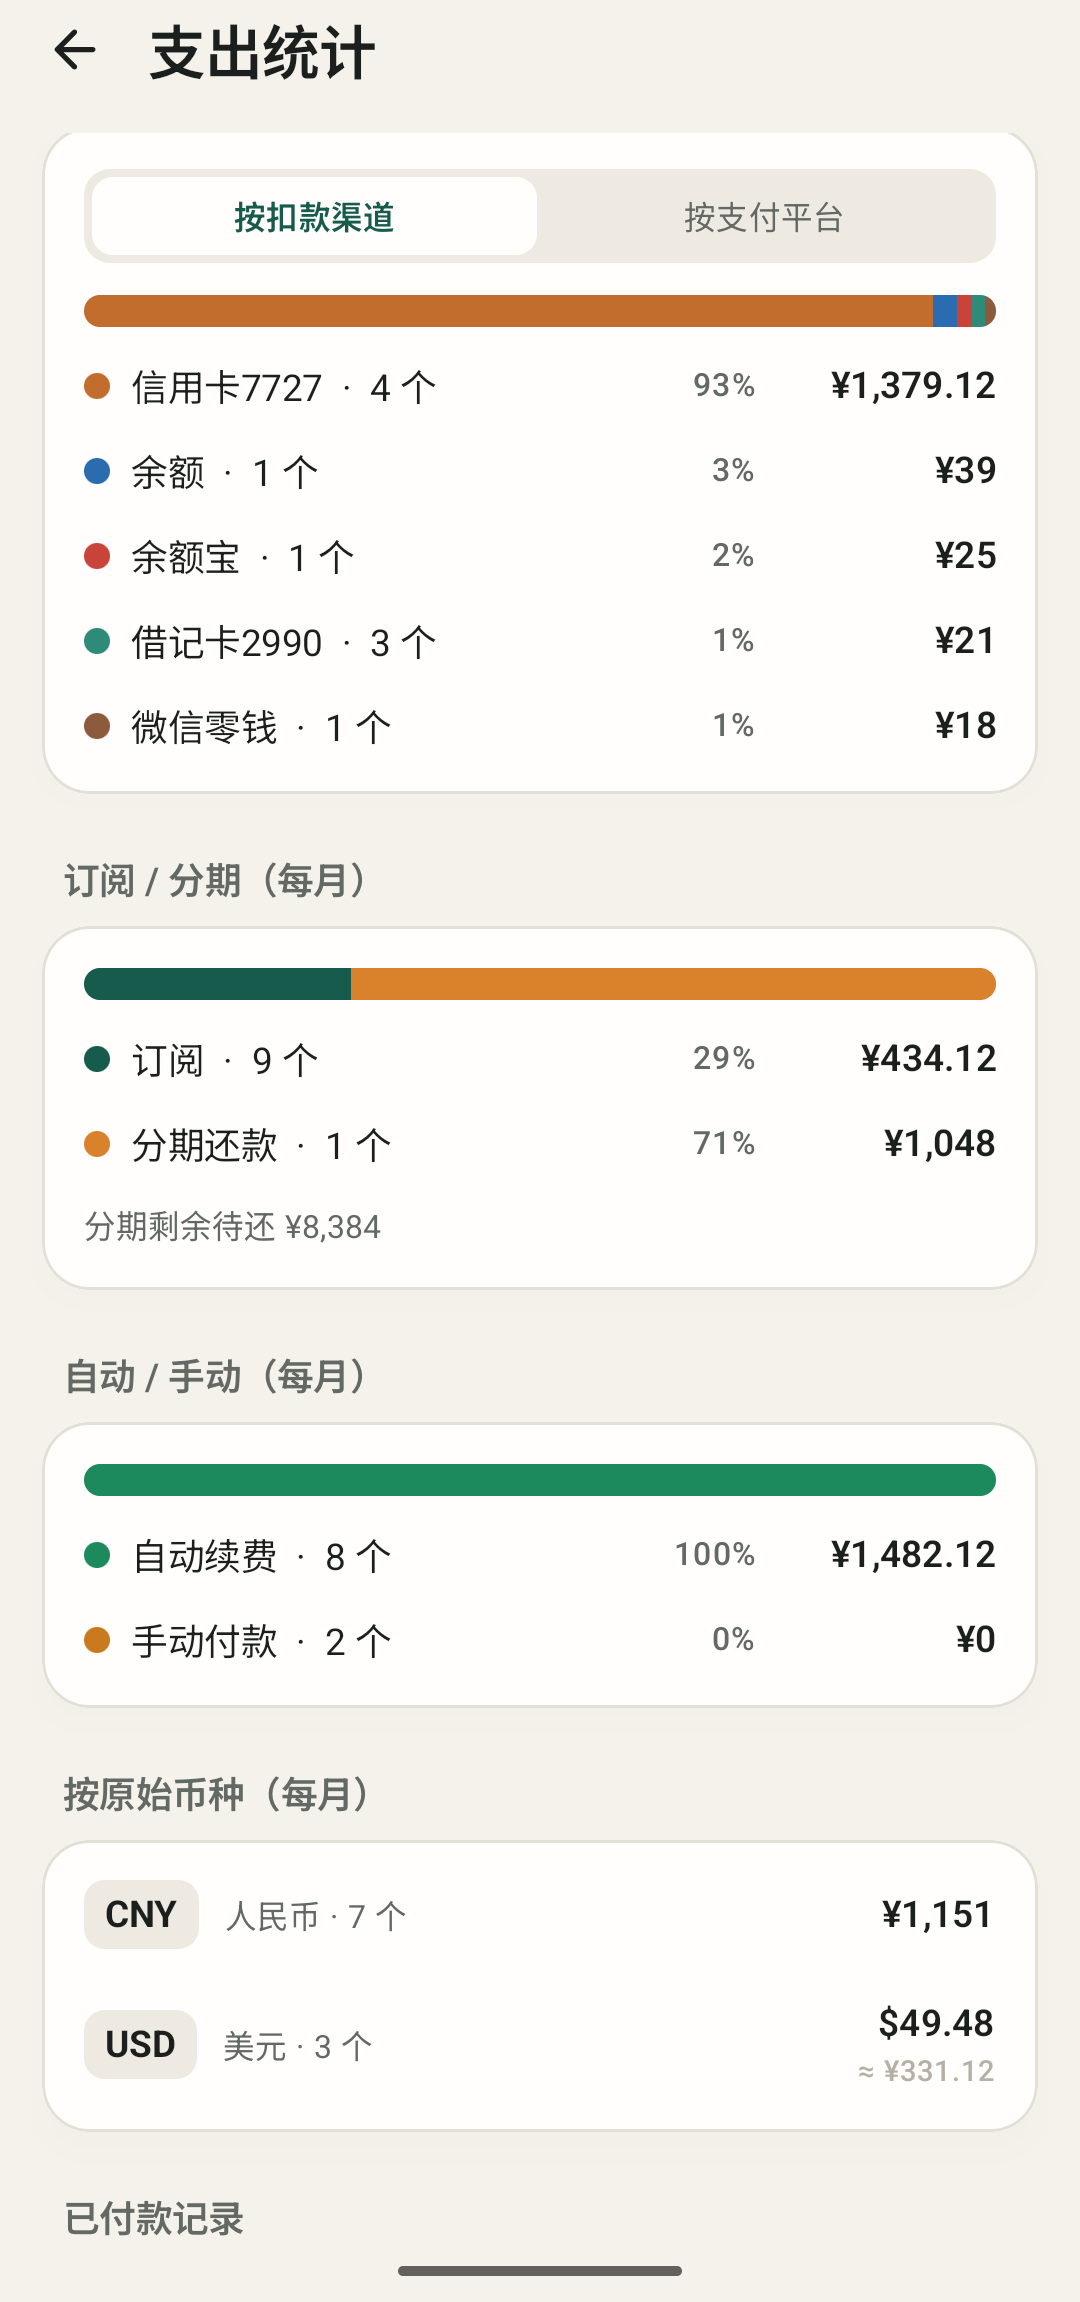 支出统计
按扣款渠道 按支付平台
信用卡7727 · 4 个 93% ¥1,379.12
余额 · 1 个 3% ¥39
余额宝 · 1 个 2% ¥25
借记卡2990 · 3 个 1% ¥21
微信零钱 · 1 个 1% ¥18
订阅 / 分期（每月）
订阅 · 9 个 29% ¥434.12
分期还款 · 1 个 71% ¥1,048
分期剩余待还 ¥8,384
自动 / 手动（每月）
自动续费 · 8 个 100% ¥1,482.12
手动付款 · 2 个 0% ¥0
按原始币种（每月）
CNY 人民币 · 7 个 ¥1,151
USD 美元 · 3 个 $49.48
≈ ¥331.12
已付款记录